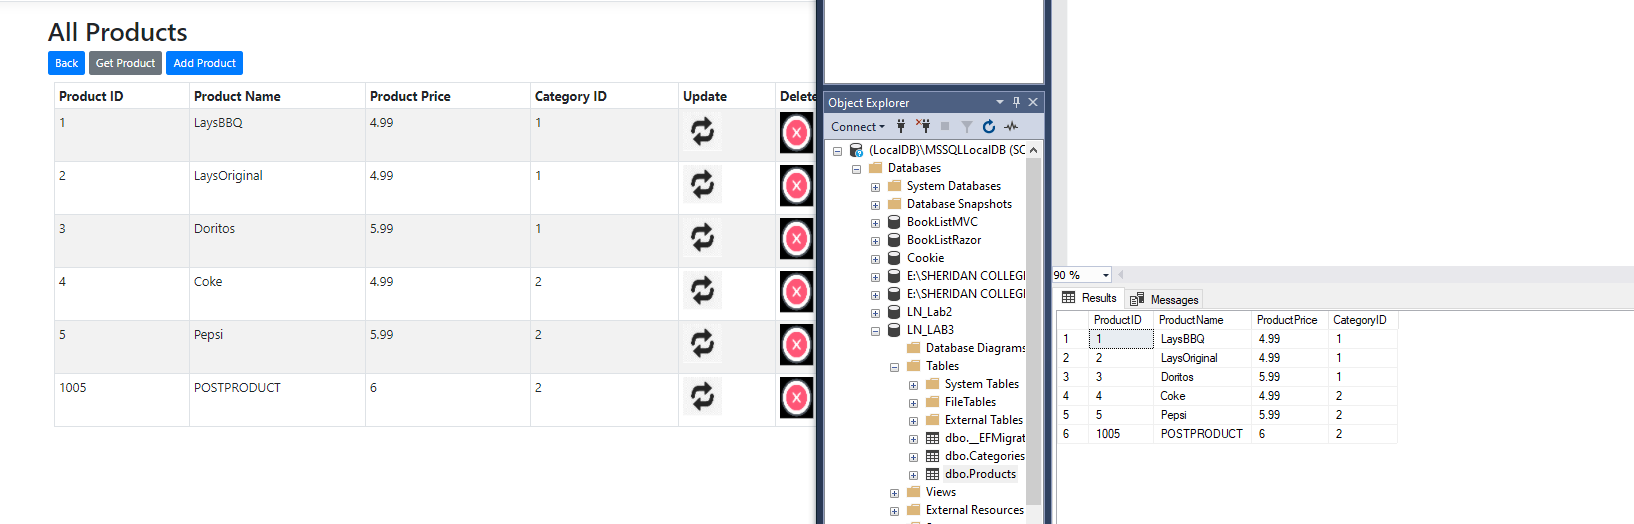 All Products
Back Get Product Add Product
Product ID Product Name Product Price Category ID Update Delete
1 LaysBBQ 4.99 1
2 LaysOriginal 4.99 1
3 Doritos 5.99 1
4 Coke 4.99 2
5 Pepsi 5.99 2
1005 POSTPRODUCT 6 2
Object Explorer
Connect
(LocalDB)\MSSQLLocalDB (SC
Databases
System Databases
Database Snapshots
BookListMVC
BookListRazor
Cookie
E:\SHERIDAN COLLEGE
E:\SHERIDAN COLLEGE
LN_Lab2
LN_LAB3
Database Diagrams
Tables
System Tables
FileTables
External Tables
dbo.__EFMigrat
dbo.Categories
dbo.Products
Views
External Resources
90 %
Results Messages
ProductID ProductName ProductPrice CategoryID
1 1 LaysBBQ 4.99 1
2 2 LaysOriginal 4.99 1
3 3 Doritos 5.99 1
4 4 Coke 4.99 2
5 5 Pepsi 5.99 2
6 1005 POSTPRODUCT 6 2